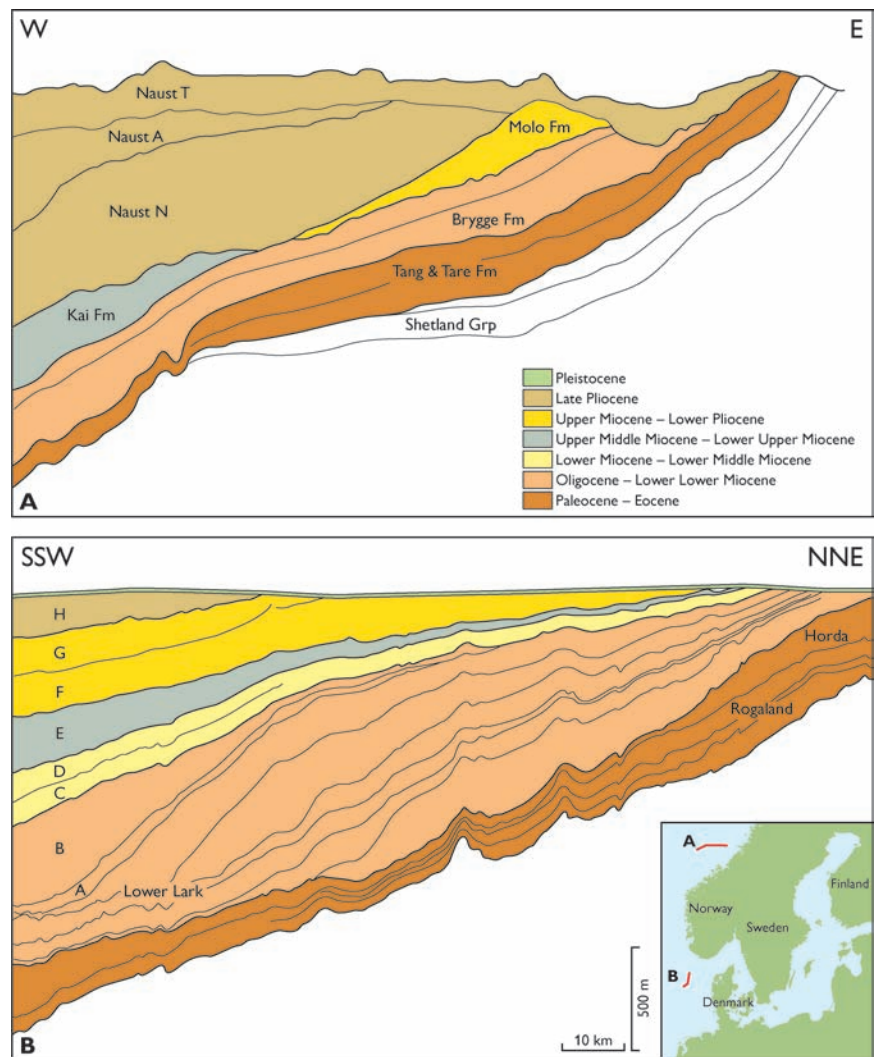 W
E
Naust T
Naust A
Molo Fm
Naust N
Brygge Fm
Tang & Tare Fm
Kai Fm
Shetland Grp
Pleistocene
Late Pliocene
Upper Miocene – Lower Pliocene
Upper Middle Miocene – Lower Upper Miocene
Lower Miocene – Lower Middle Miocene
Oligocene – Lower Lower Miocene
Paleocene – Eocene
A
SSW
NNE
H
G
F
E
D
C
B
A
Lower Lark
Horda
Rogaland
A
Finland
Norway
Sweden
B
Denmark
500 m
10 km
B